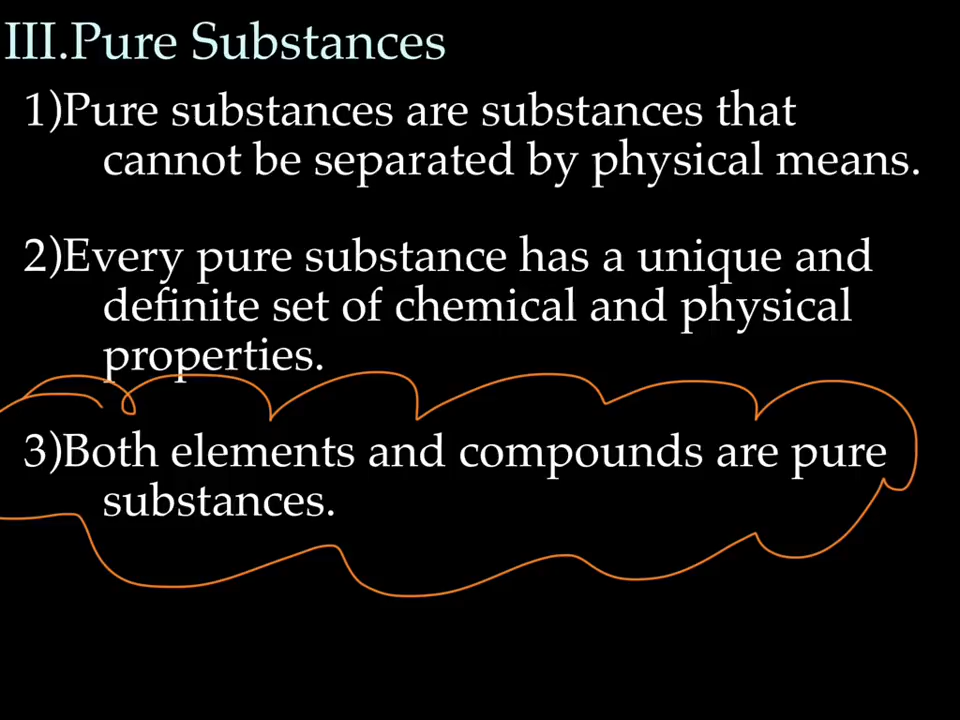 III.Pure Substances
1)Pure substances are substances that
cannot be separated by physical means.
2)Every pure substance has a unique and
definite set of chemical and physical
properties.
3)Both elements and compounds are pure
substances.